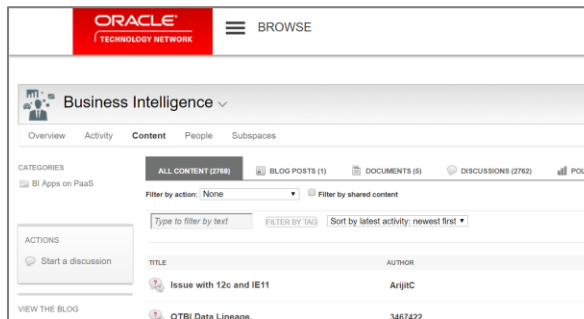 ORACLE
TECHNOLOGY NETWORK
BROWSE
Business Intelligence
Overview Activity Content People Subspaces
CATEGORIES
BI Apps on PaaS
ALL CONTENT (2768) BLOG POSTS (1) DOCUMENTS (5) DISCUSSIONS (2762)
Filter by action: None Filter by shared content
Type to filter by text FILTER BY TAG Sort by latest activity: newest first
ACTIONS
Start a discussion
TITLE AUTHOR
Issue with 12c and IE11 ArijitC
VIEW THE BLOG
OTBI Data Lineage. 3467422